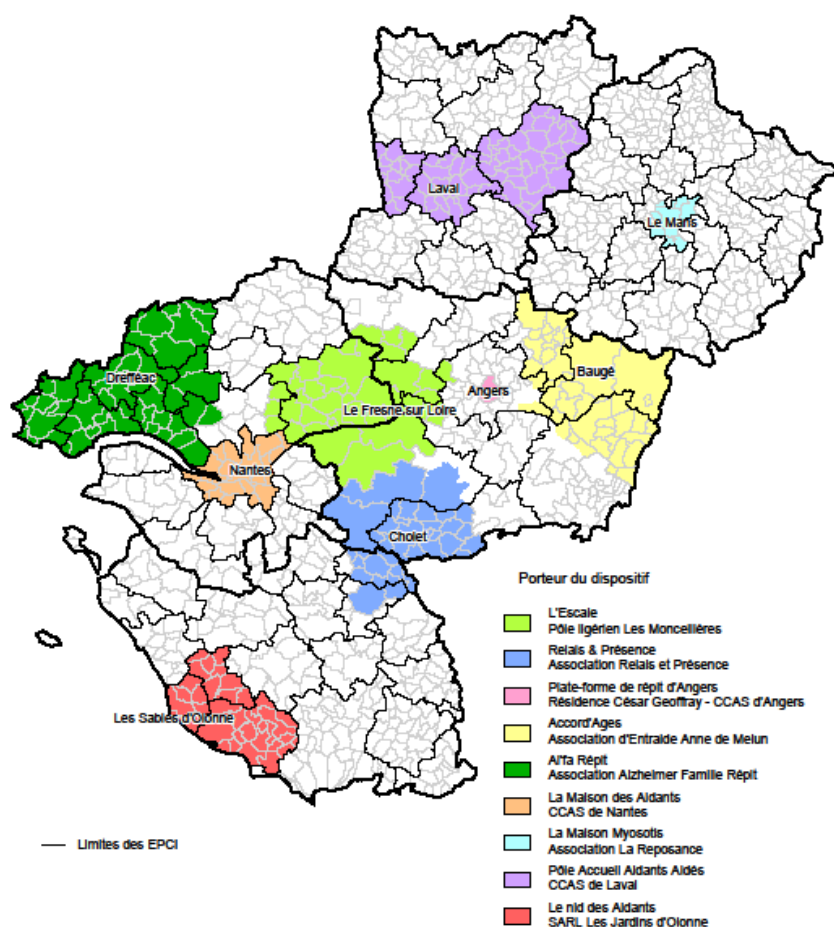 Laval
Le Mans
Drefféac
Baugé
Angers
Le Fresne sur Loire
Nantes
Cholet
Les Sables d'Olonne
Porteur du dispositif
L'Escale
Pôle ligérien Les Moncellières
Relais & Présence
Association Relais et Présence
Plate-forme de répit d'Angers
Résidence César Geoffray - CCAS d'Angers
Accord'Ages
Association d'Entraide Anne de Melun
Al'fa Répit
Association Alzheimer Famille Répit
La Maison des Aidants
CCAS de Nantes
La Maison Myosotis
Association La Reposance
Pôle Accueil Aidants Aidés
CCAS de Laval
Le nid des Aidants
SARL Les Jardins d'Olonne
Limites des EPCI